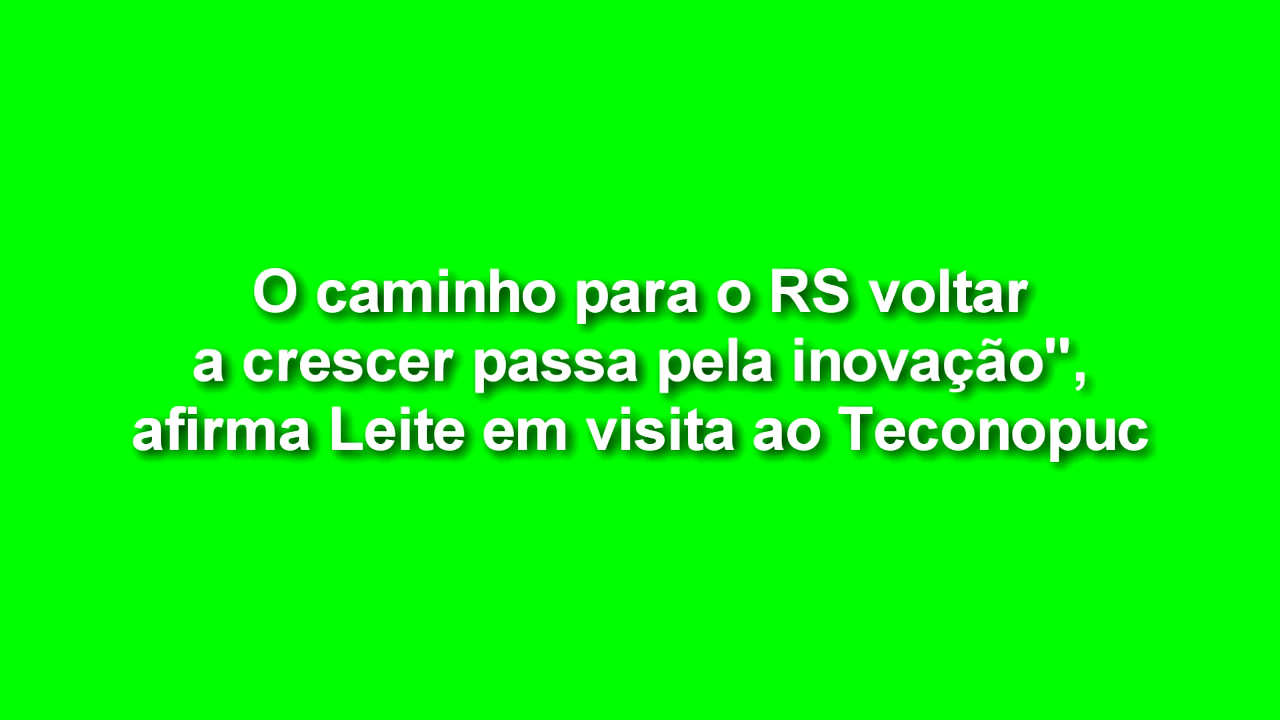 O caminho para o RS voltar
a crescer passa pela inovação",
afirma Leite em visita ao Teconopuc